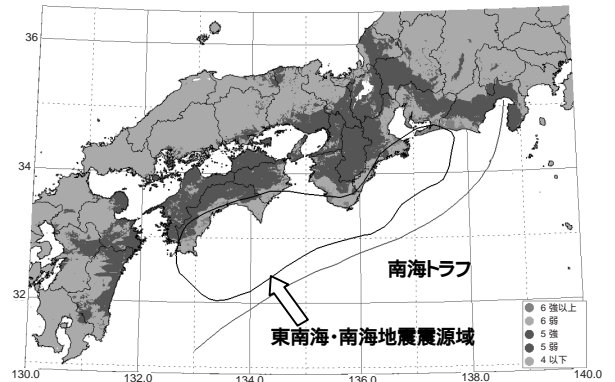 36
34
32
130.0
132.0
134.0
136.0
138.0
140.0
南海トラフ
東南海・南海地震震源域
6 強以上
6 弱
5 強
5 弱
4 以下